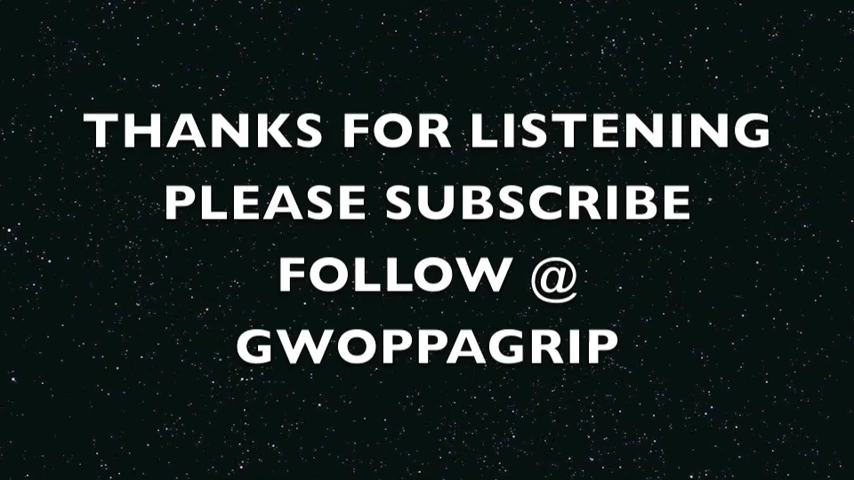 THANKS FOR LISTENING
PLEASE SUBSCRIBE
FOLLOW @
GWOPPAGRIP